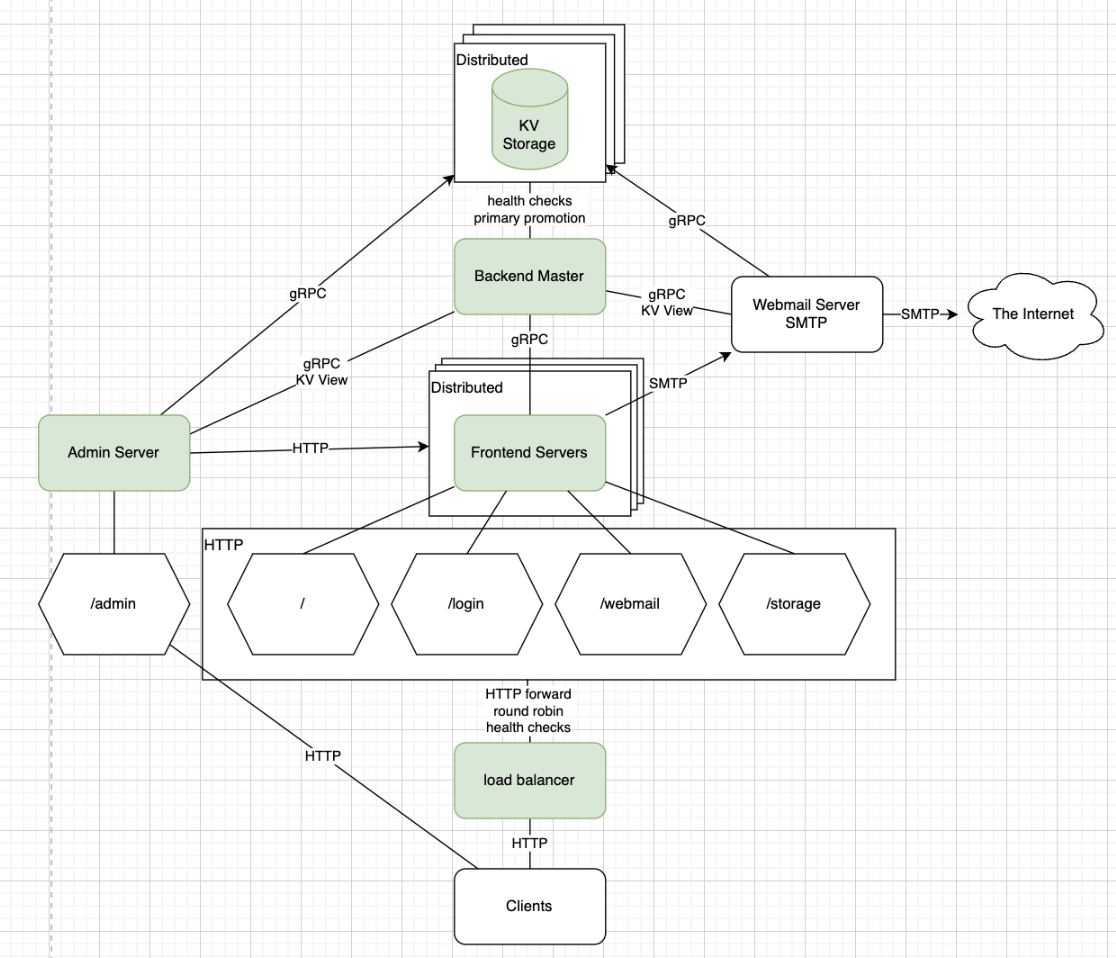 Distributed
KV
Storage
health checks
primary promotion
gRPC
Backend Master
gRPC
gRPC
KV View
Webmail Server
SMTP
SMTP
The Internet
gRPC
gRPC
KV View
SMTP
Distributed
Admin Server
HTTP
Frontend Servers
HTTP
/admin
/
/login
/webmail
/storage
HTTP forward
round robin
health checks
HTTP
load balancer
HTTP
Clients